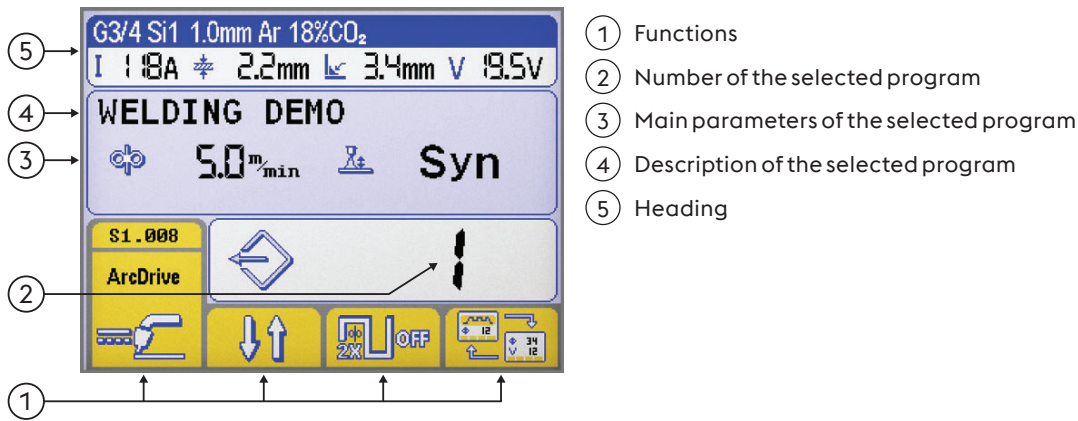 G3/4 Si1 1.0mm Ar 18%CO₂
I 118A 2.2mm 3.4mm V 19.5V
WELDING DEMO
5.0 m/min Syn
S1.008
ArcDrive
1
2X OFF
12
34
V 12
5
4
3
2
1
1 Functions
2 Number of the selected program
3 Main parameters of the selected program
4 Description of the selected program
5 Heading